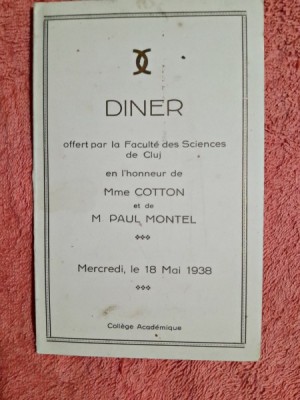 DINER
offert par la Faculté des Sciences
de Cluj
en l'honneur de
Mme COTTON
et de
M. PAUL MONTEL
Mercredi, le 18 Mai 1938
Collège Académique